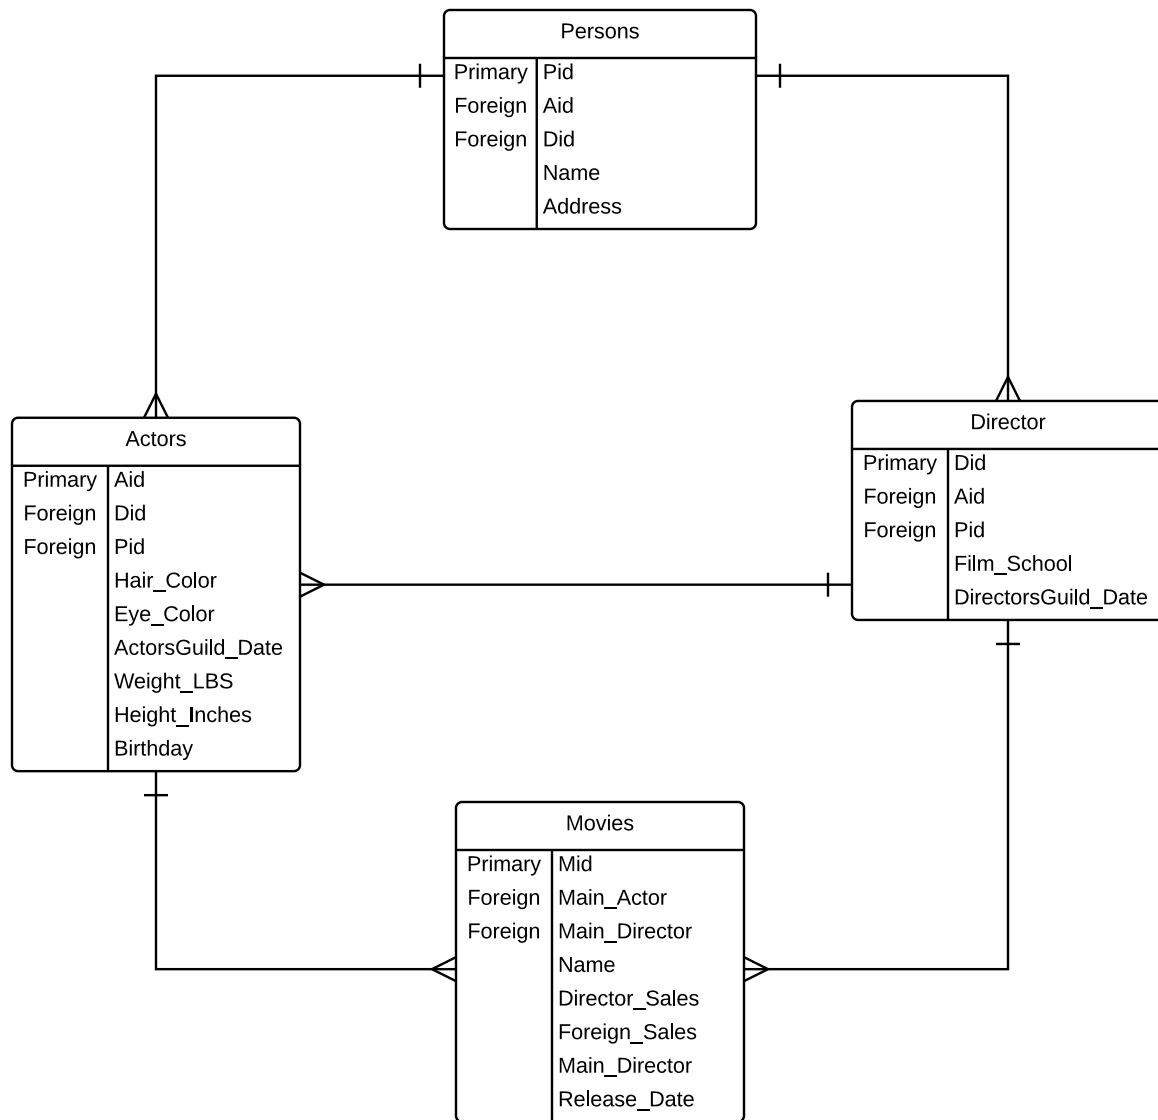 Persons
Primary Pid
Foreign Aid
Foreign Did
Name
Address
Actors
Primary Aid
Foreign Did
Foreign Pid
Hair_Color
Eye_Color
ActorsGuild_Date
Weight_LBS
Height_Inches
Birthday
Director
Primary Did
Foreign Aid
Foreign Pid
Film_School
DirectorsGuild_Date
Movies
Primary Mid
Foreign Main_Actor
Foreign Main_Director
Name
Director_Sales
Foreign_Sales
Main_Director
Release_Date